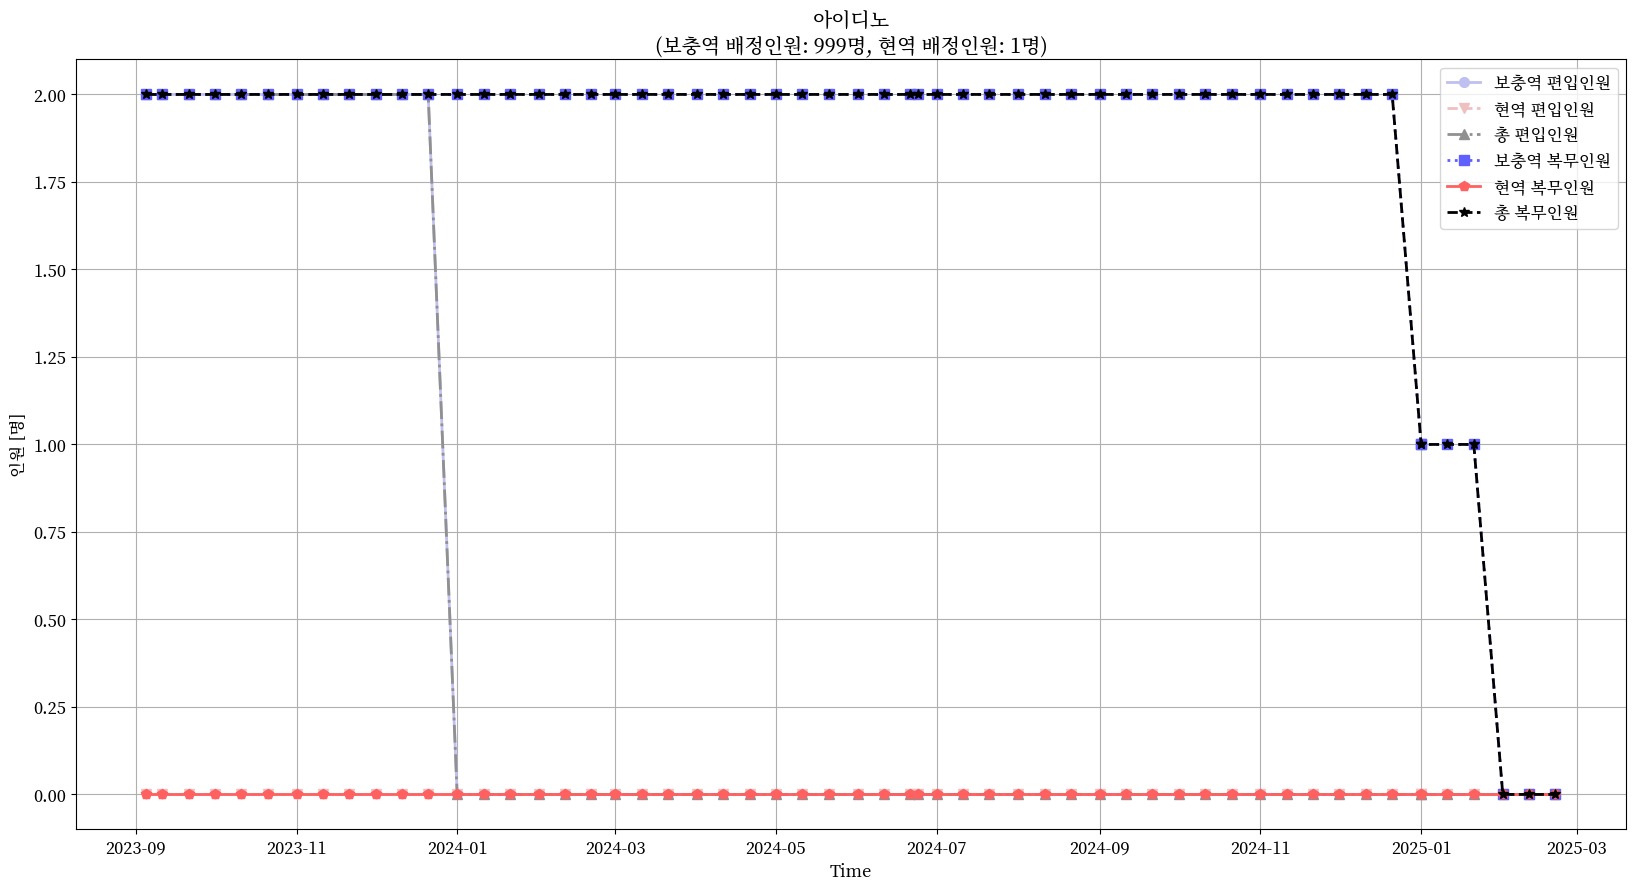 아이디노
(보충역 배정인원: 999명, 현역 배정인원: 1명)
보충역 편입인원
현역 편입인원
총 편입인원
보충역 복무인원
현역 복무인원
총 복무인원
인원 [명]
2.00
1.75
1.50
1.25
1.00
0.75
0.50
0.25
0.00
2023-09 2023-11 2024-01 2024-03 2024-05 2024-07 2024-09 2024-11 2025-01 2025-03
Time